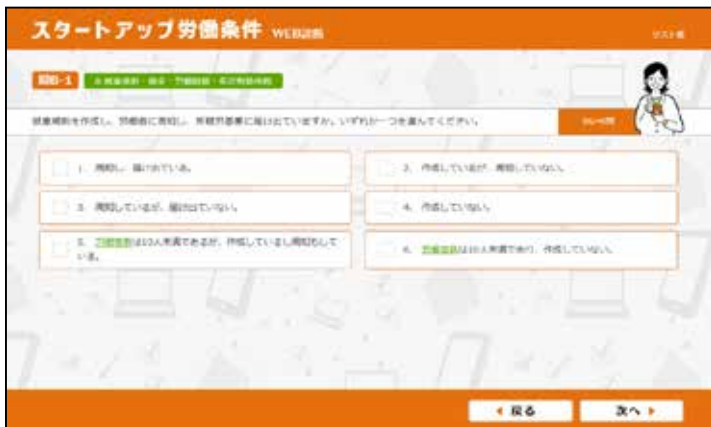 スタートアップ労働条件 WEB診断
ゲスト様
問B-1
就業規則を作成し、労働者に周知し、所轄労基署に届け出ていますか。いずれか一つを選んでください。
1. 周知し、届け出ている。
2. 作成しているが、周知していない。
3. 周知しているが、届け出ていない。
4. 作成していない。
5. 労働者数は10人未満であるが、作成しているし周知もして
いる。
6. 労働者数は10人未満であり、作成していない。
戻る
次へ